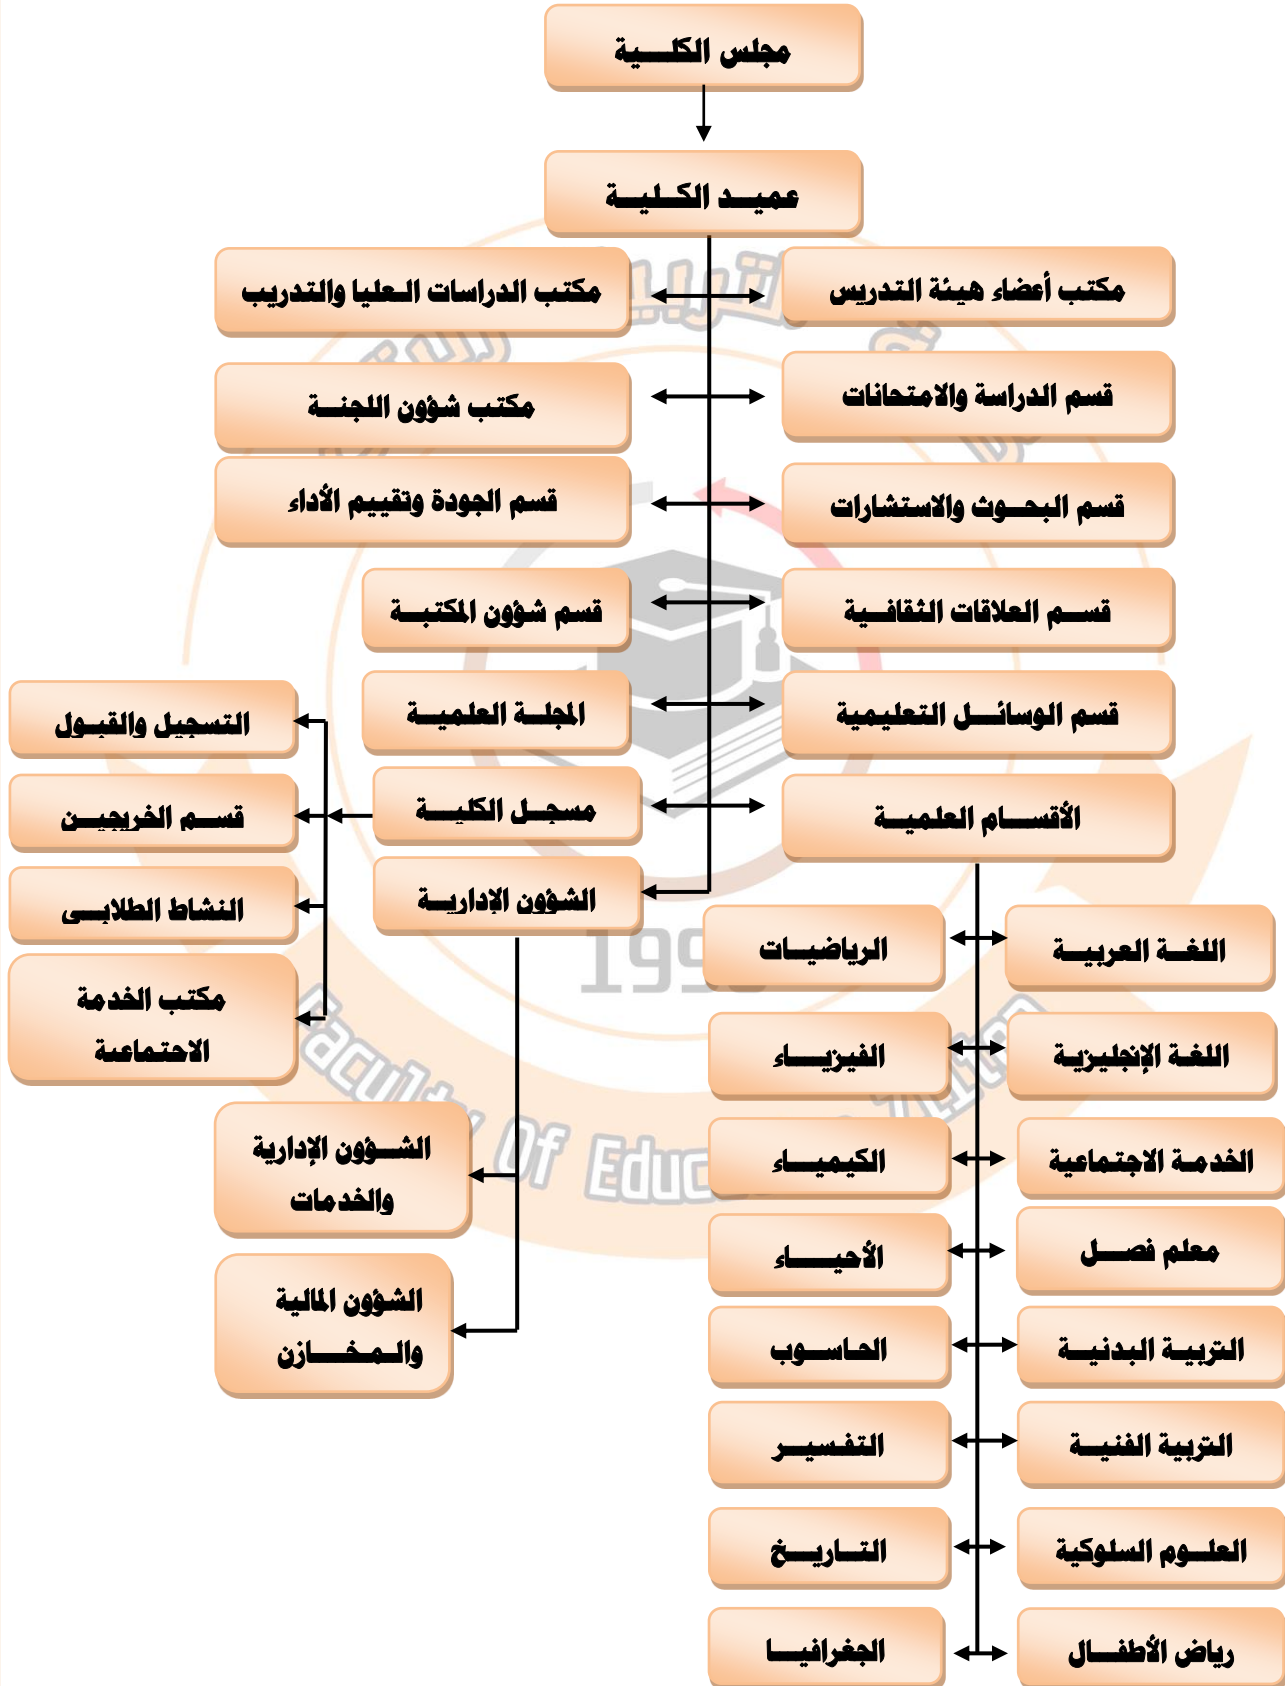 مجلس الكلية
عميد الكلية
مكتب أعضاء هيئة التدريس
مكتب الدراسات العليا والتدريب
قسم الدراسة والامتحانات
مكتب شؤون اللجنة
قسم البحوث والاستشارات
قسم الجودة وتقييم الأداء
قسم العلاقات الثقافية
قسم شؤون المكتبة
قسم الوسائل التعليمية
المجلة العلمية
التسجيل والقبول
الأقسام العلمية
مسجل الكلية
قسم الخريجين
الشؤون الإدارية
النشاط الطلابي
اللغة العربية
الرياضيات
مكتب الخدمة
الاجتماعية
اللغة الإنجليزية
الفيزياء
الخدمة الاجتماعية
الكيمياء
الشؤون الإدارية
والخدمات
معلم فصل
الأحياء
الشؤون المالية
والمخازن
التربية البدنية
الحاسوب
التربية الفنية
التفسير
العلوم السلوكية
التاريخ
رياض الأطفال
الجغرافيا
Faculty Of